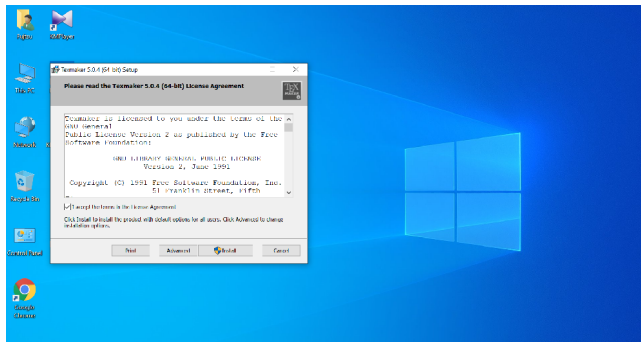 KMPlayer
This PC
Network
Recycle Bin
Control Panel
Google
Chrome
Texmaker 5.0.4 (64-bit) Setup
Please read the Texmaker 5.0.4 (64-bit) License Agreement
TEX
Texmaker is licensed to you under the terms of the
GNU General
Public License Version 2 as published by the Free
Software Foundation:
GNU LIBRARY GENERAL PUBLIC LICENSE
Version 2, June 1991
Copyright (C) 1991 Free Software Foundation, Inc.
51 Franklin Street, Fifth
I accept the terms in the License Agreement
Click Install to install the product with default options for all users. Click Advanced to change
installation options.
Print
Advanced
Install
Cancel